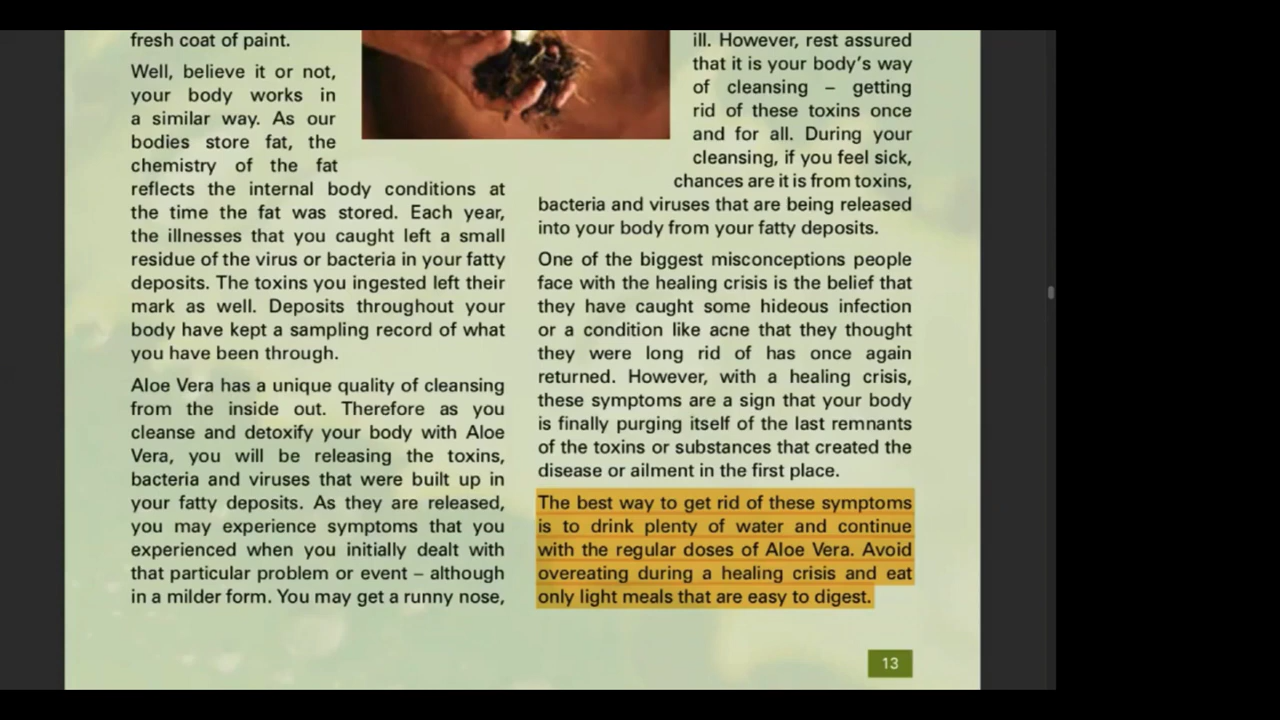 fresh coat of paint.
Well, believe it or not,
your body works in
a similar way. As our
bodies store fat, the
chemistry of the fat
reflects the internal body conditions at
the time the fat was stored. Each year,
the illnesses that you caught left a small
residue of the virus or bacteria in your fatty
deposits. The toxins you ingested left their
mark as well. Deposits throughout your
body have kept a sampling record of what
you have been through.
Aloe Vera has a unique quality of cleansing
from the inside out. Therefore as you
cleanse and detoxify your body with Aloe
Vera, you will be releasing the toxins,
bacteria and viruses that were built up in
your fatty deposits. As they are released,
you may experience symptoms that you
experienced when you initially dealt with
that particular problem or event – although
in a milder form. You may get a runny nose,
ill. However, rest assured
that it is your body's way
of cleansing – getting
rid of these toxins once
and for all. During your
cleansing, if you feel sick,
chances are it is from toxins,
bacteria and viruses that are being released
into your body from your fatty deposits.
One of the biggest misconceptions people
face with the healing crisis is the belief that
they have caught some hideous infection
or a condition like acne that they thought
they were long rid of has once again
returned. However, with a healing crisis,
these symptoms are a sign that your body
is finally purging itself of the last remnants
of the toxins or substances that created the
disease or ailment in the first place.
The best way to get rid of these symptoms
is to drink plenty of water and continue
with the regular doses of Aloe Vera. Avoid
overeating during a healing crisis and eat
only light meals that are easy to digest.
13